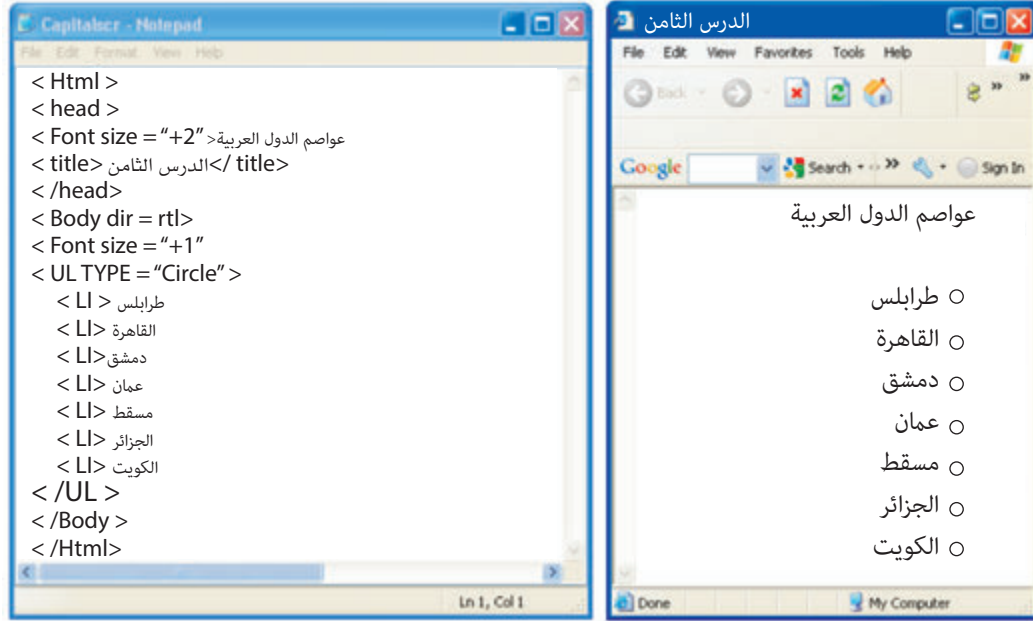 Capitalscr - Notepad
File Edit Format View Help
< Html >
< head >
< Font size = “+2” >عواصم الدول العربية
< title> الدرس الثامن</ title>
< /head>
< Body dir = rtl>
< Font size = “+1”
< UL TYPE = “Circle” >
< LI > طرابلس
< LI> القاهرة
< LI>دمشق
< LI> عمان
< LI> مسقط
< LI> الجزائر
< LI> الكويت
< /UL >
< /Body >
< /Html>
Ln 1, Col 1
الدرس الثامن
File Edit View Favorites Tools Help
Back
Google Search Sign In
عواصم الدول العربية
طرابلس
القاهرة
دمشق
عمان
مسقط
الجزائر
الكويت
Done My Computer